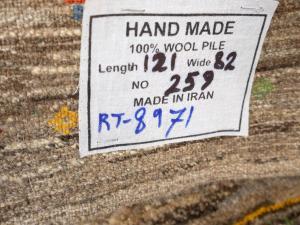 HAND MADE
100% WOOL PILE
Length 121 Wide 82
NO 259
MADE IN IRAN
RT-8971